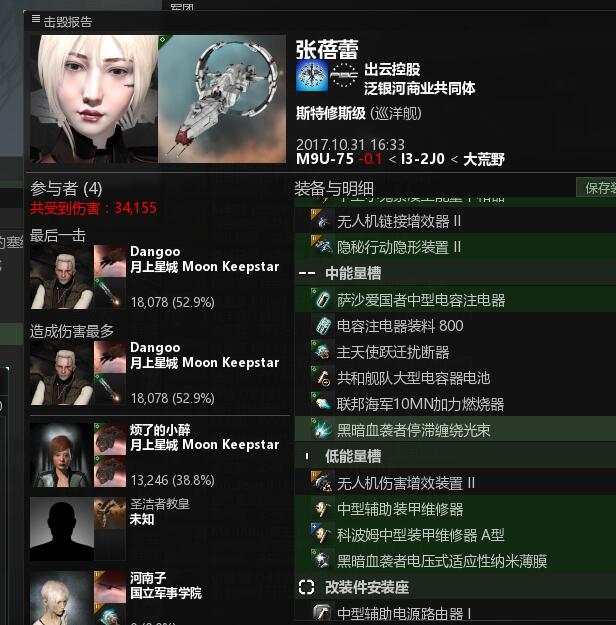 军团
击毁报告
张蓓蕾
出云控股
泛银河商业共同体
斯特修斯级 (巡洋舰)
2017.10.31 16:33
M9U-75 -0.1 < I3-2J0 < 大荒野
参与者 (4)
共受到伤害：34,155
最后一击
Dangoo
月上星城 Moon Keepstar
18,078 (52.9%)
造成伤害最多
Dangoo
月上星城 Moon Keepstar
18,078 (52.9%)
烦了的小醉
月上星城 Moon Keepstar
13,246 (38.8%)
圣洁者教皇
未知
河南子
国立军事学院
装备与明细
保存装
无人机链接增效器 II
隐秘行动隐形装置 II
中能量槽
萨沙爱国者中型电容注电器
电容注电器装料 800
主天使跃迁扰断器
共和舰队大型电容器电池
联邦海军10MN加力燃烧器
黑暗血袭者停滞缠绕光束
低能量槽
无人机伤害增效装置 II
中型辅助装甲维修器
科波姆中型装甲维修器 A型
黑暗血袭者电压式适应性纳米薄膜
改装件安装座
中型辅助电源路由器 I